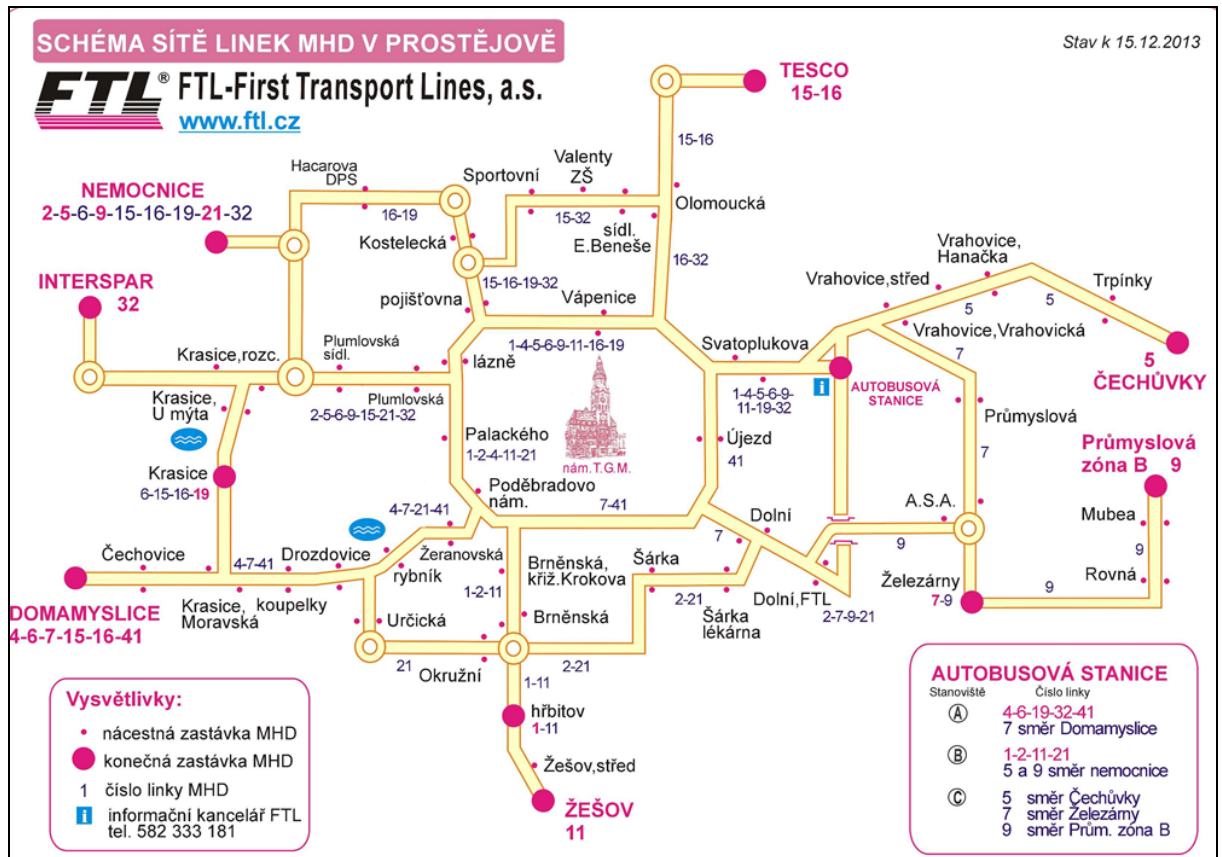 SCHÉMA SÍTĚ LINEK MHD V PROSTĚJOVĚ
Stav k 15.12.2013
FTL® FTL-First Transport Lines, a.s.
www.ftl.cz
TESCO
15-16
15-16
Hacarova
DPS
Sportovní
Valenty
ZŠ
NEMOCNICE
2-5-6-9-15-16-19-21-32
16-19
15-32
Olomoucká
sídl.
E.Beneše
Kostelecká
16-32
Vrahovice,
Hanačka
Vrahovice,střed
Trpínky
INTERSPAR
32
15-16-19-32
pojišťovna
Vápenice
5
5
Vrahovice,Vrahovická
1-4-5-6-9-11-16-19
Svatoplukova
7
Krasice,rozc.
Plumlovská
sídl.
lázně
5
ČECHŮVKY
Krasice,
U mýta
Plumlovská
2-5-6-9-15-21-32
1-4-5-6-9-
11-19-32
i
AUTOBUSOVÁ
STANICE
Průmyslová
Palackého
1-2-4-11-21
nám.T.G.M.
Újezd
41
7
Průmyslová
zóna B 9
Krasice
6-15-16-19
Poděbradovo
nám.
7-41
A.S.A.
4-7-21-41
Dolní
Mubea
Čechovice
4-7-41
Drozdovice
Žeranovská
rybník
Brněnská,
křiž.Krokova
Šárka
7
9
9
Rovná
DOMAMYSLICE
4-6-7-15-16-41
Krasice,
Moravská
koupelky
1-2-11
2-21
Šárka
lékárna
Dolní,FTL
2-7-9-21
Železárny
7-9
9
Určická
Brněnská
21
Okružní
2-21
1-11
hřbitov
1-11
Žešov,střed
ŽEŠOV
11
Vysvětlivky:
nácestná zastávka MHD
konečná zastávka MHD
1 číslo linky MHD
i informační kancelář FTL
tel. 582 333 181
AUTOBUSOVÁ STANICE
Stanoviště Číslo linky
A 4-6-19-32-41
7 směr Domamyslice
B 1-2-11-21
5 a 9 směr nemocnice
C 5 směr Čechůvky
7 směr Železárny
9 směr Prům. zóna B